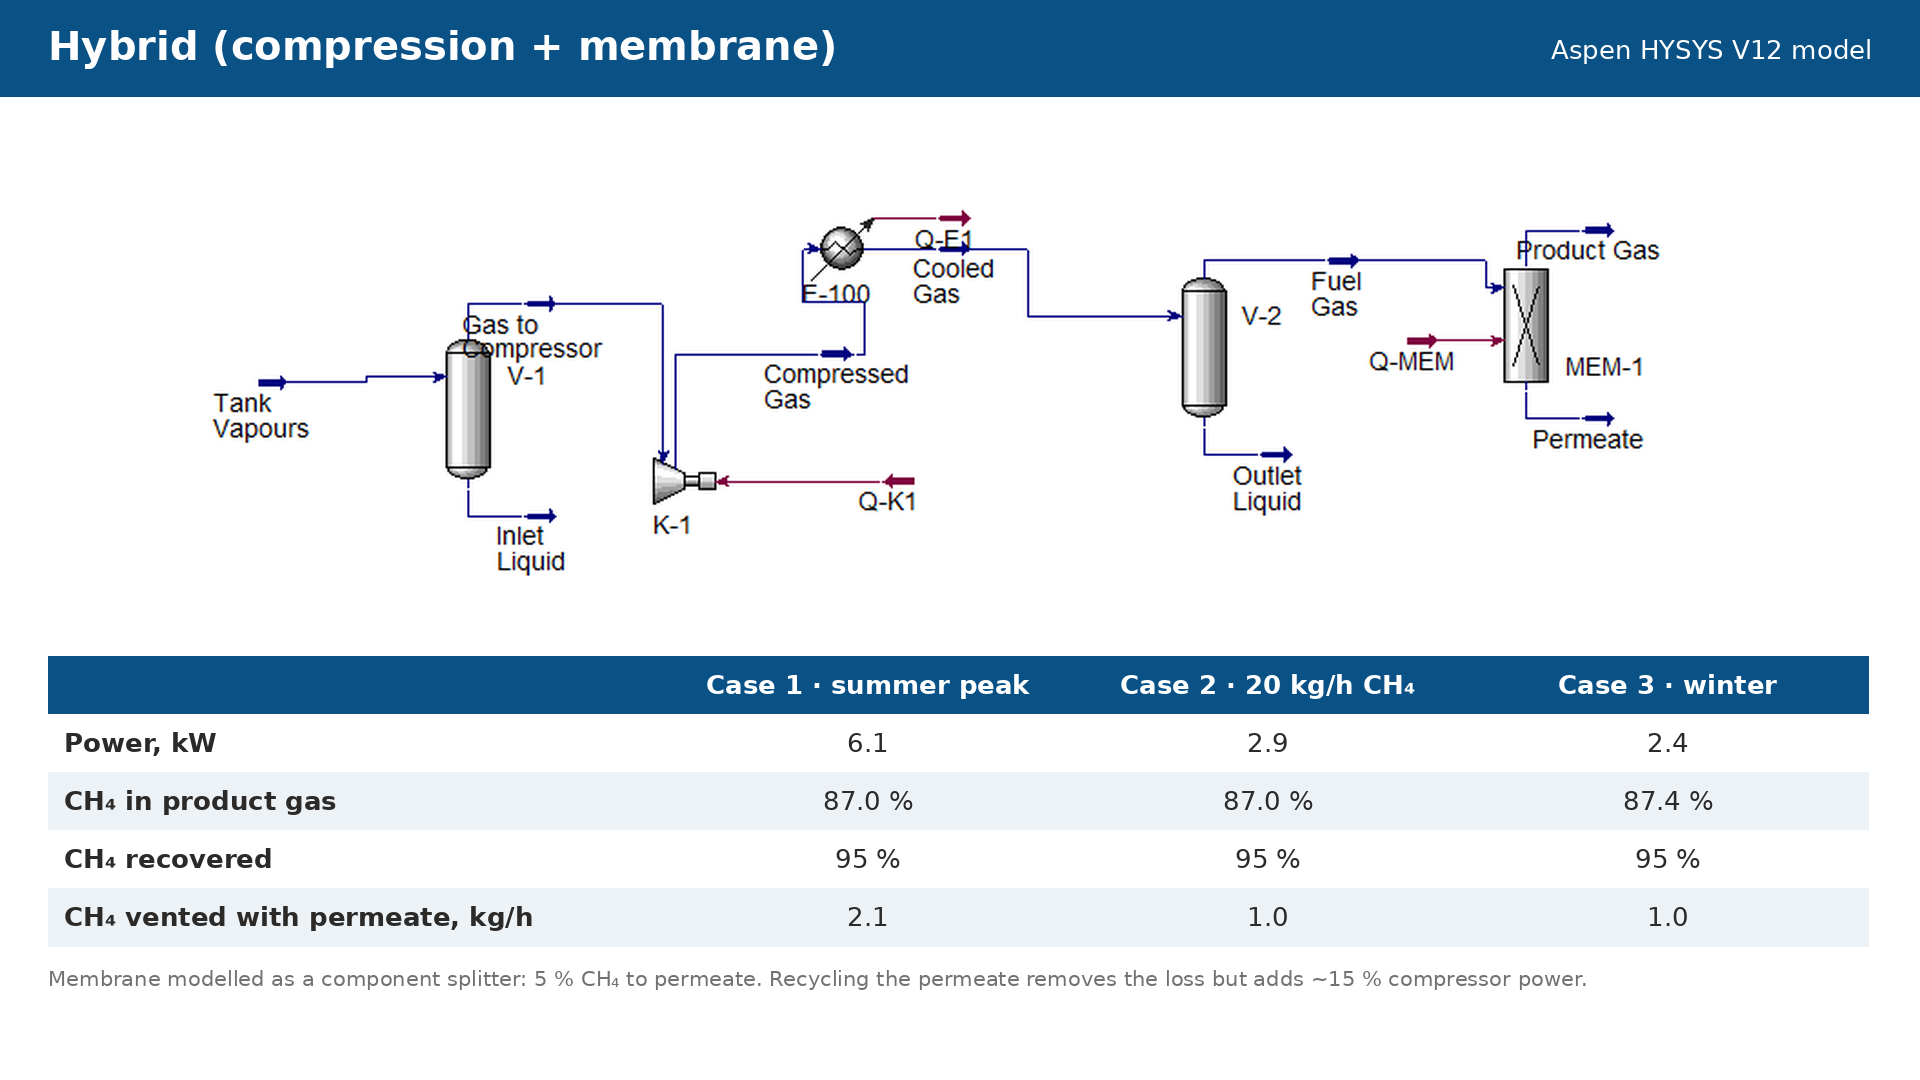 Hybrid (compression + membrane)
Aspen HYSYS V12 model
Q-E1
Cooled
Gas
E-100
Product Gas
Fuel
Gas
V-2
Gas to
Compressor
V-1
Q-MEM
MEM-1
Compressed
Gas
Tank
Vapours
Permeate
Outlet
Liquid
Q-K1
K-1
Inlet
Liquid
Case 1 · summer peak Case 2 · 20 kg/h CH₄ Case 3 · winter
Power, kW 6.1 2.9 2.4
CH₄ in product gas 87.0 % 87.0 % 87.4 %
CH₄ recovered 95 % 95 % 95 %
CH₄ vented with permeate, kg/h 2.1 1.0 1.0
Membrane modelled as a component splitter: 5 % CH₄ to permeate. Recycling the permeate removes the loss but adds ~15 % compressor power.